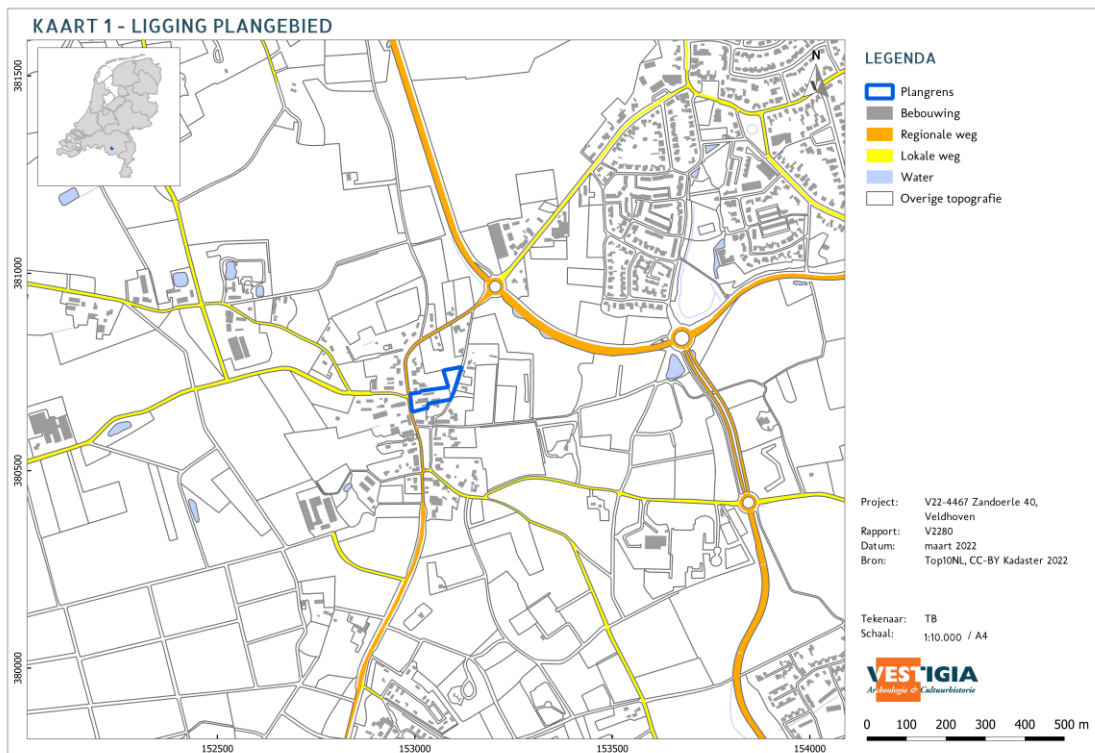 KAART 1 - LIGGING PLANGEBIED
381500
381000
380500
380000
152500
153000
153500
154000
N
LEGENDA
Plangrens
Bebouwing
Regionale weg
Lokale weg
Water
Overige topografie
Project: V22-4467 Zandoerle 40,
Veldhoven
Rapport: V2280
Datum: maart 2022
Bron: Top10NL, CC-BY Kadaster 2022
Tekenaar: TB
Schaal: 1:10.000 / A4
VESTIGIA
Archeologie & Cultuurhistorie
0 100 200 300 400 500 m